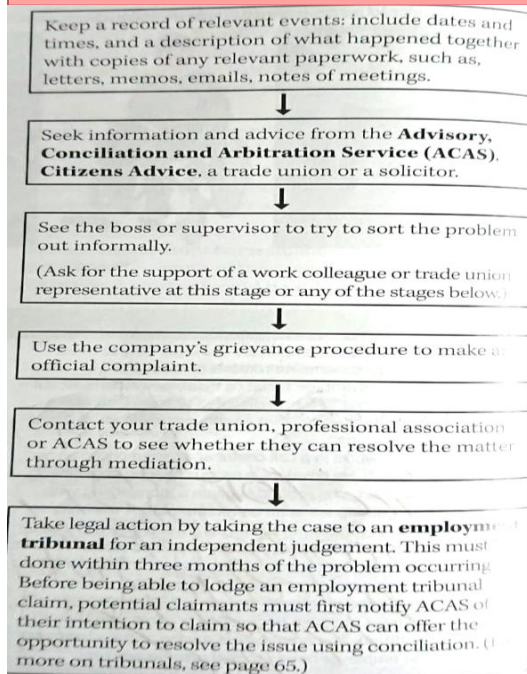 Keep a record of relevant events: include dates and
times, and a description of what happened together
with copies of any relevant paperwork, such as,
letters, memos, emails, notes of meetings.
Seek information and advice from the Advisory,
Conciliation and Arbitration Service (ACAS),
Citizens Advice, a trade union or a solicitor.
See the boss or supervisor to try to sort the problem
out informally.
(Ask for the support of a work colleague or trade union
representative at this stage or any of the stages below.)
Use the company's grievance procedure to make
official complaint.
Contact your trade union, professional association
or ACAS to see whether they can resolve the matter
through mediation.
Take legal action by taking the case to an
tribunal for an independent judgement. This must
done within three months of the problem occurring
Before being able to lodge an employment tribunal
claim, potential claimants must first notify ACAS of
their intention to claim so that ACAS can offer the
opportunity to resolve the issue using conciliation.
more on tribunals, see page 65.)